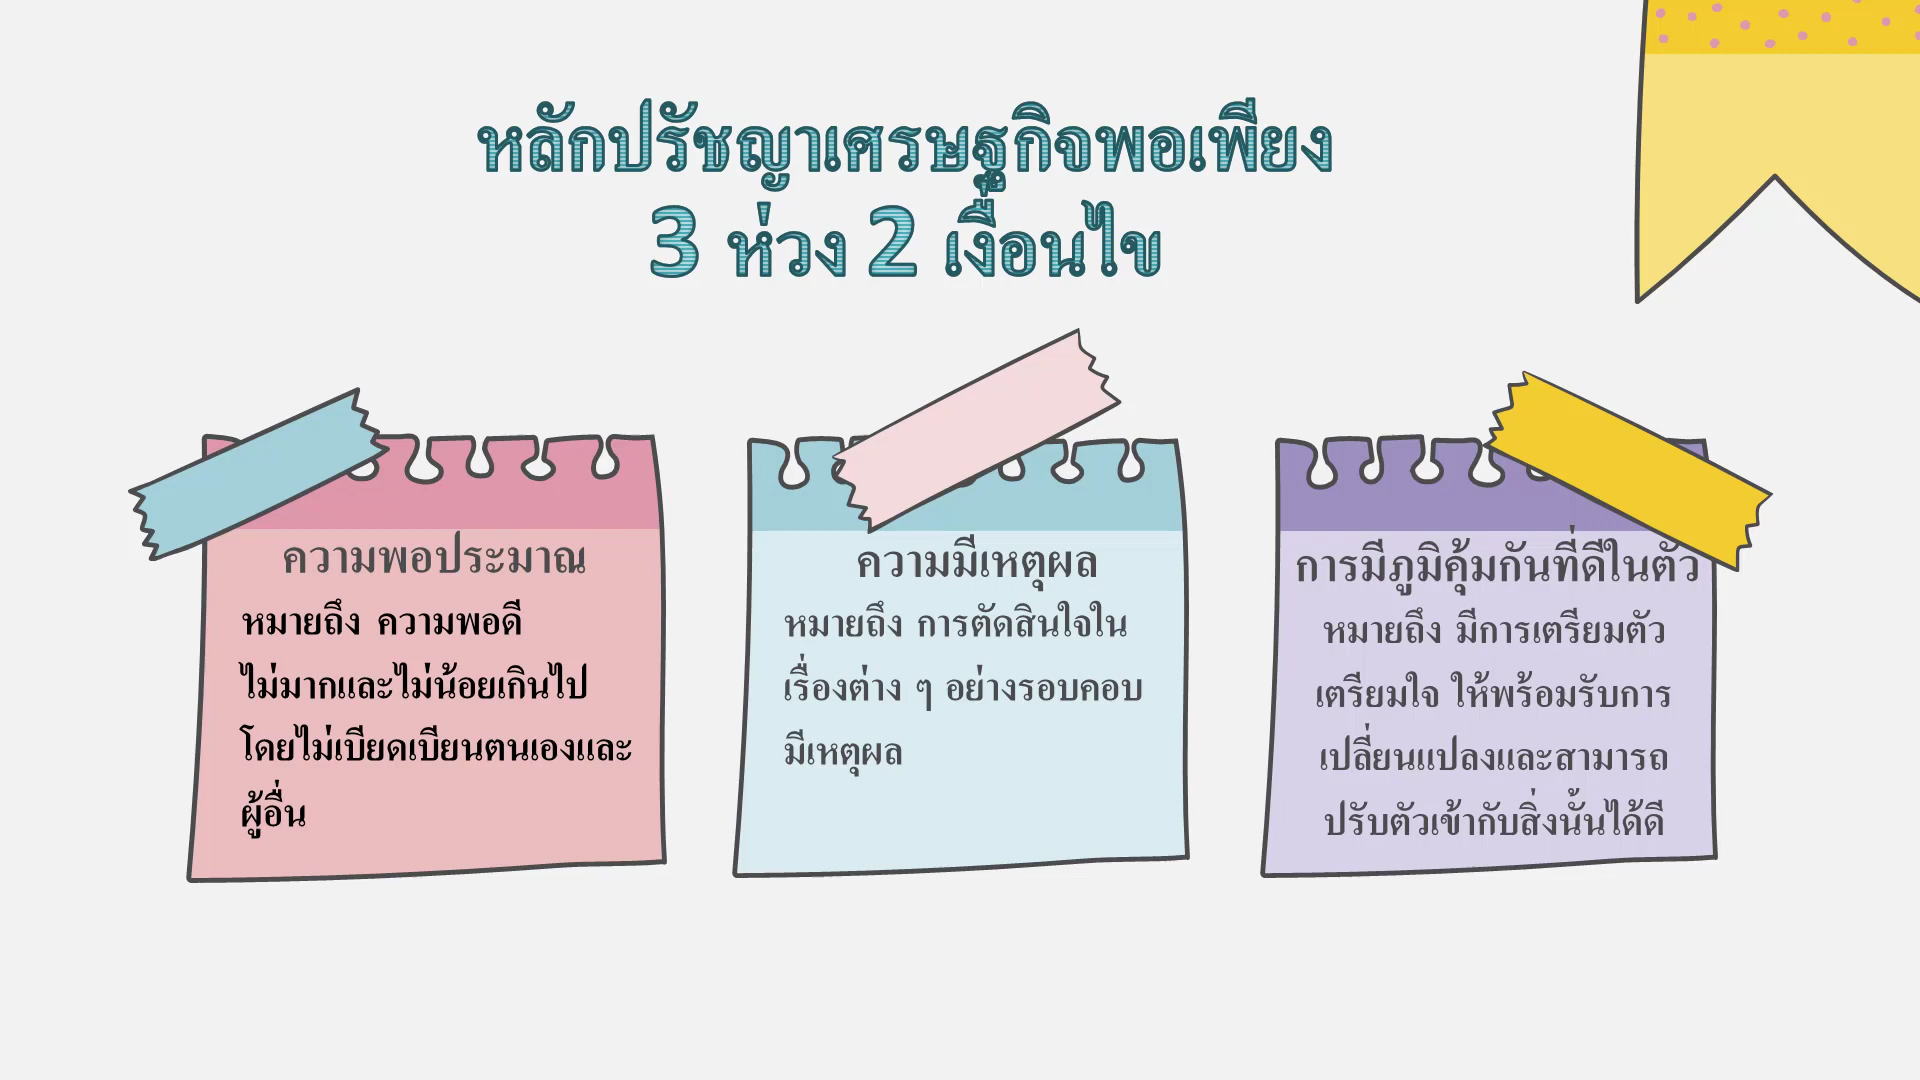 หลักปรัชญาเศรษฐกิจพอเพียง
3 ห่วง 2 เงื่อนไข
ความพอประมาณ
หมายถึง ความพอดี
ไม่มากและไม่น้อยเกินไป
โดยไม่เบียดเบียนตนเองและ
ผู้อื่น
ความมีเหตุผล
หมายถึง การตัดสินใจใน
เรื่องต่าง ๆ อย่างรอบคอบ
มีเหตุผล
การมีภูมิคุ้มกันที่ดีในตัว
หมายถึง มีการเตรียมตัว
เตรียมใจ ให้พร้อมรับการ
เปลี่ยนแปลงและสามารถ
ปรับตัวเข้ากับสิ่งนั้นได้ดี